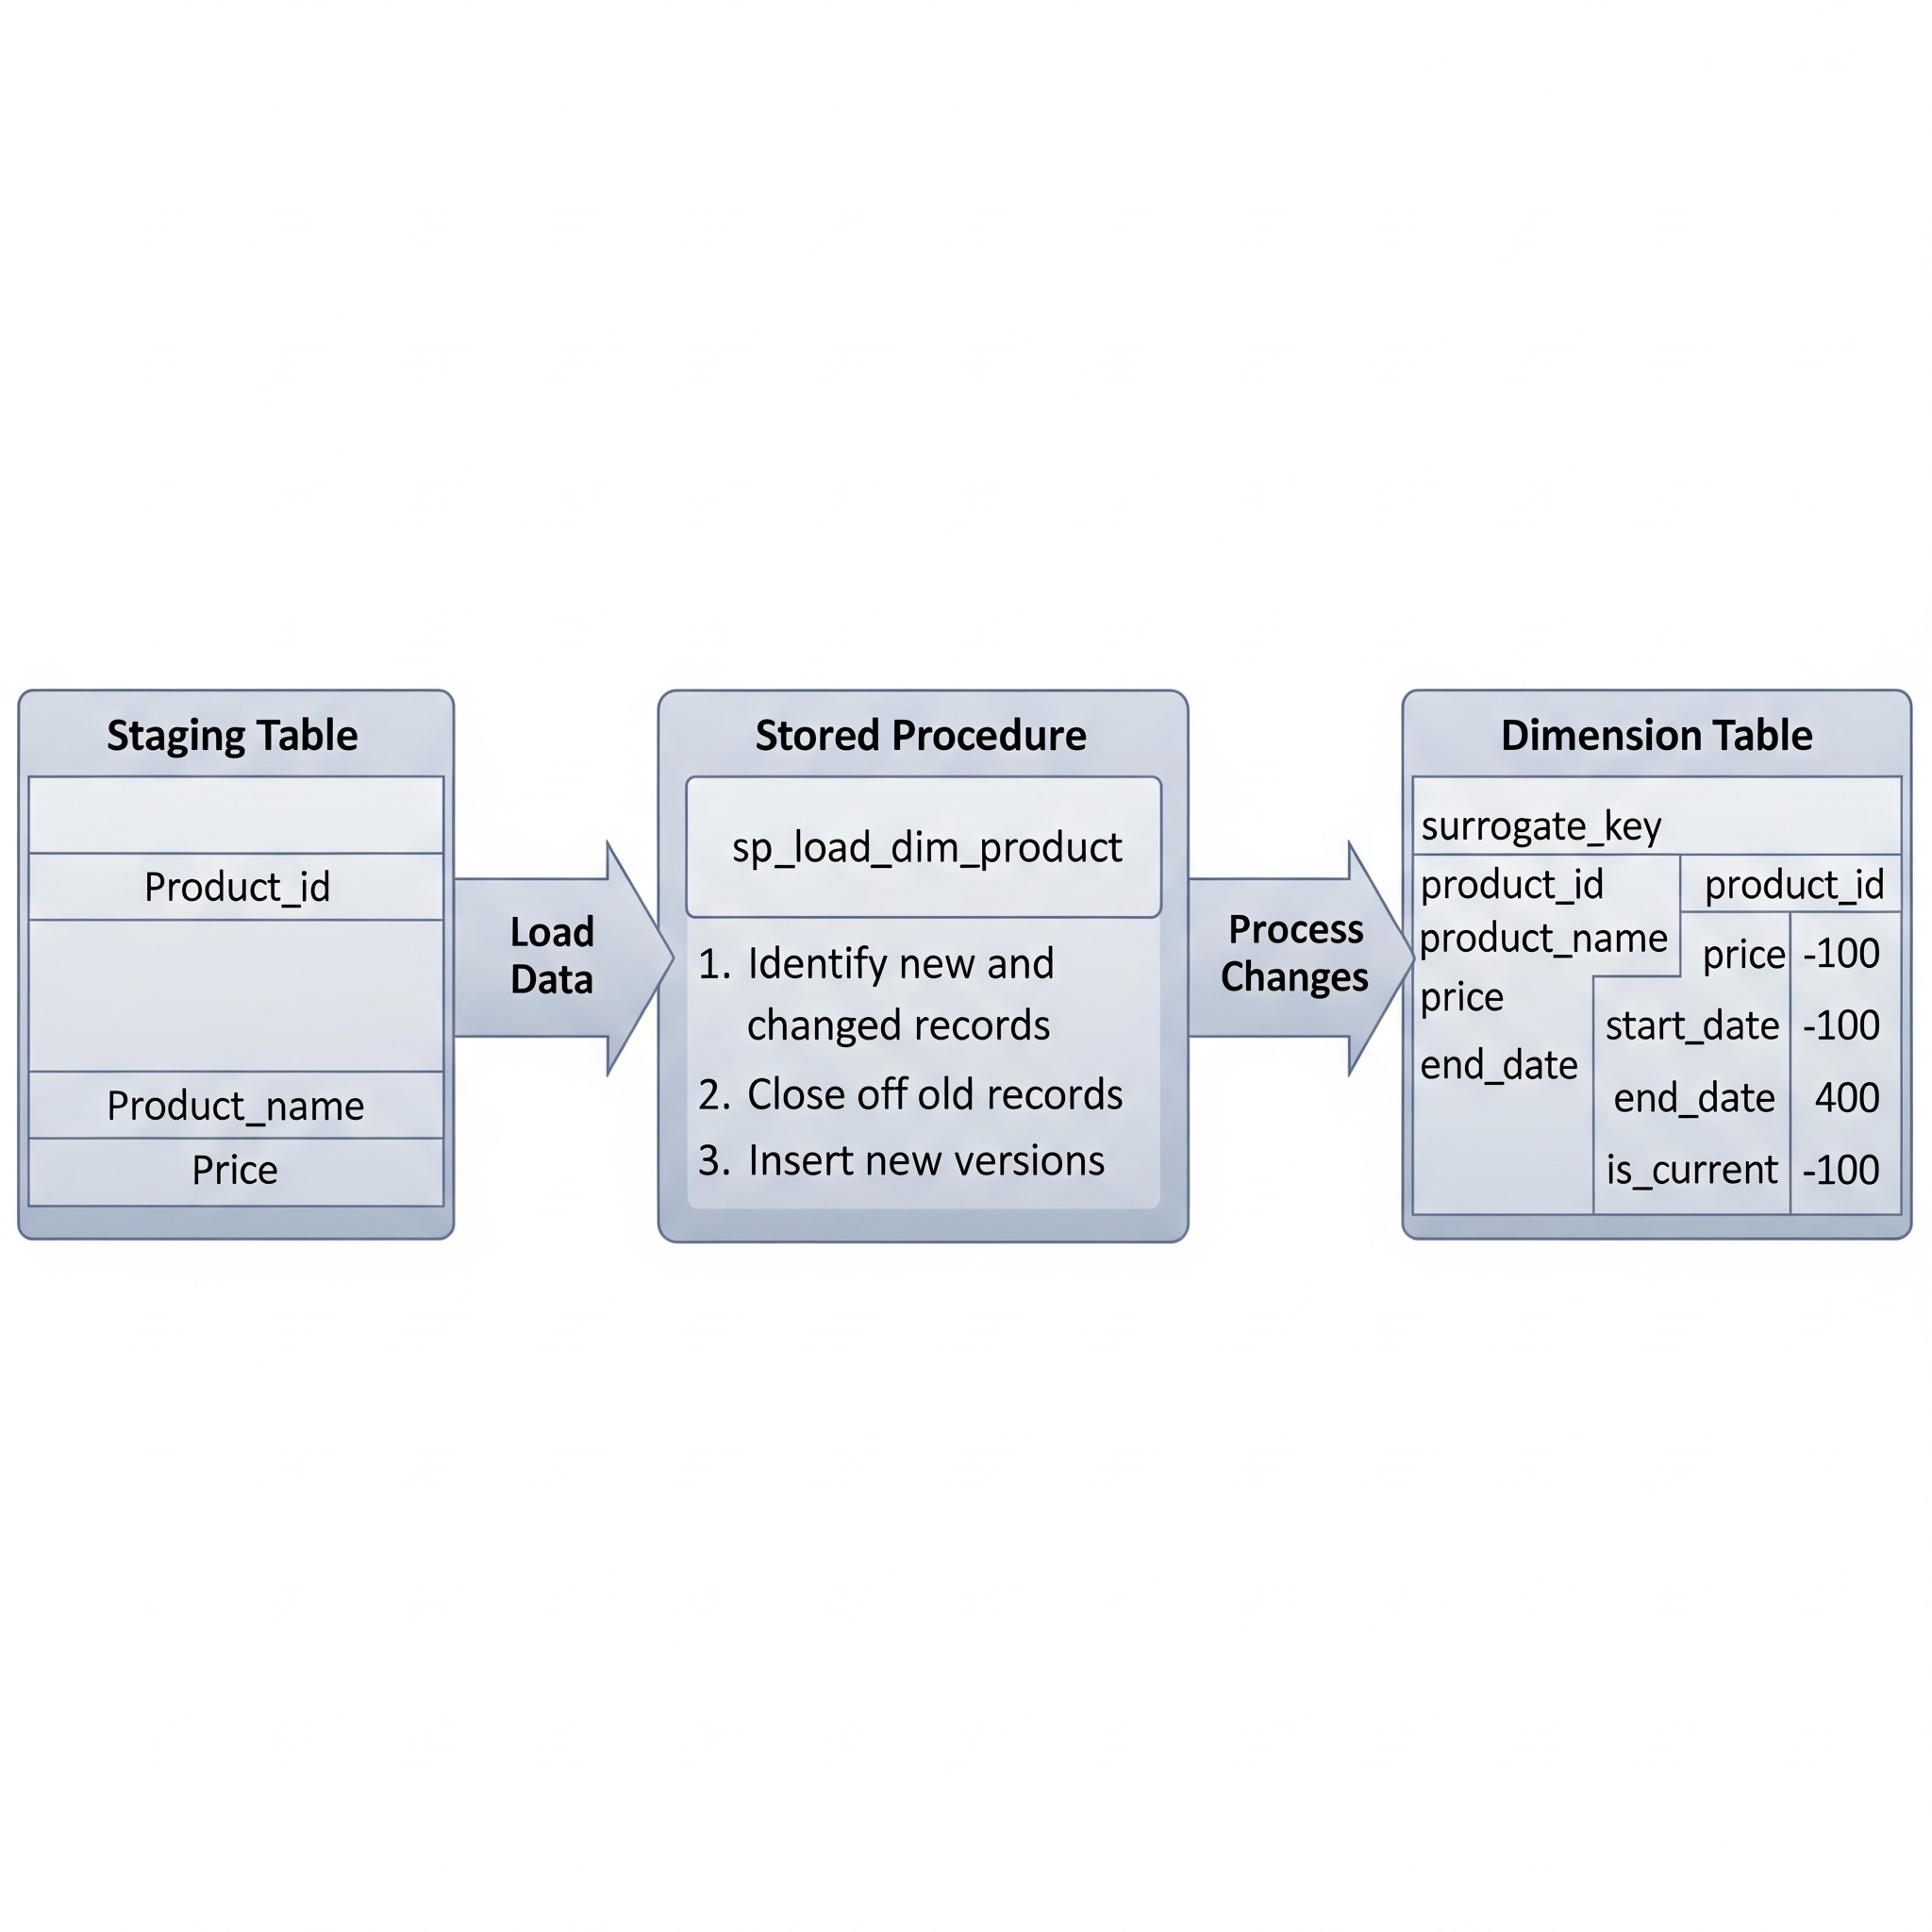 Staging Table
Product_id
Product_name
Price
Load
Data
Stored Procedure
sp_load_dim_product
1. Identify new and
changed records
2. Close off old records
3. Insert new versions
Process
Changes
Dimension Table
surrogate_key
product_id
product_name
price
end_date
product_id
price -100
start_date -100
end_date 400
is_current -100